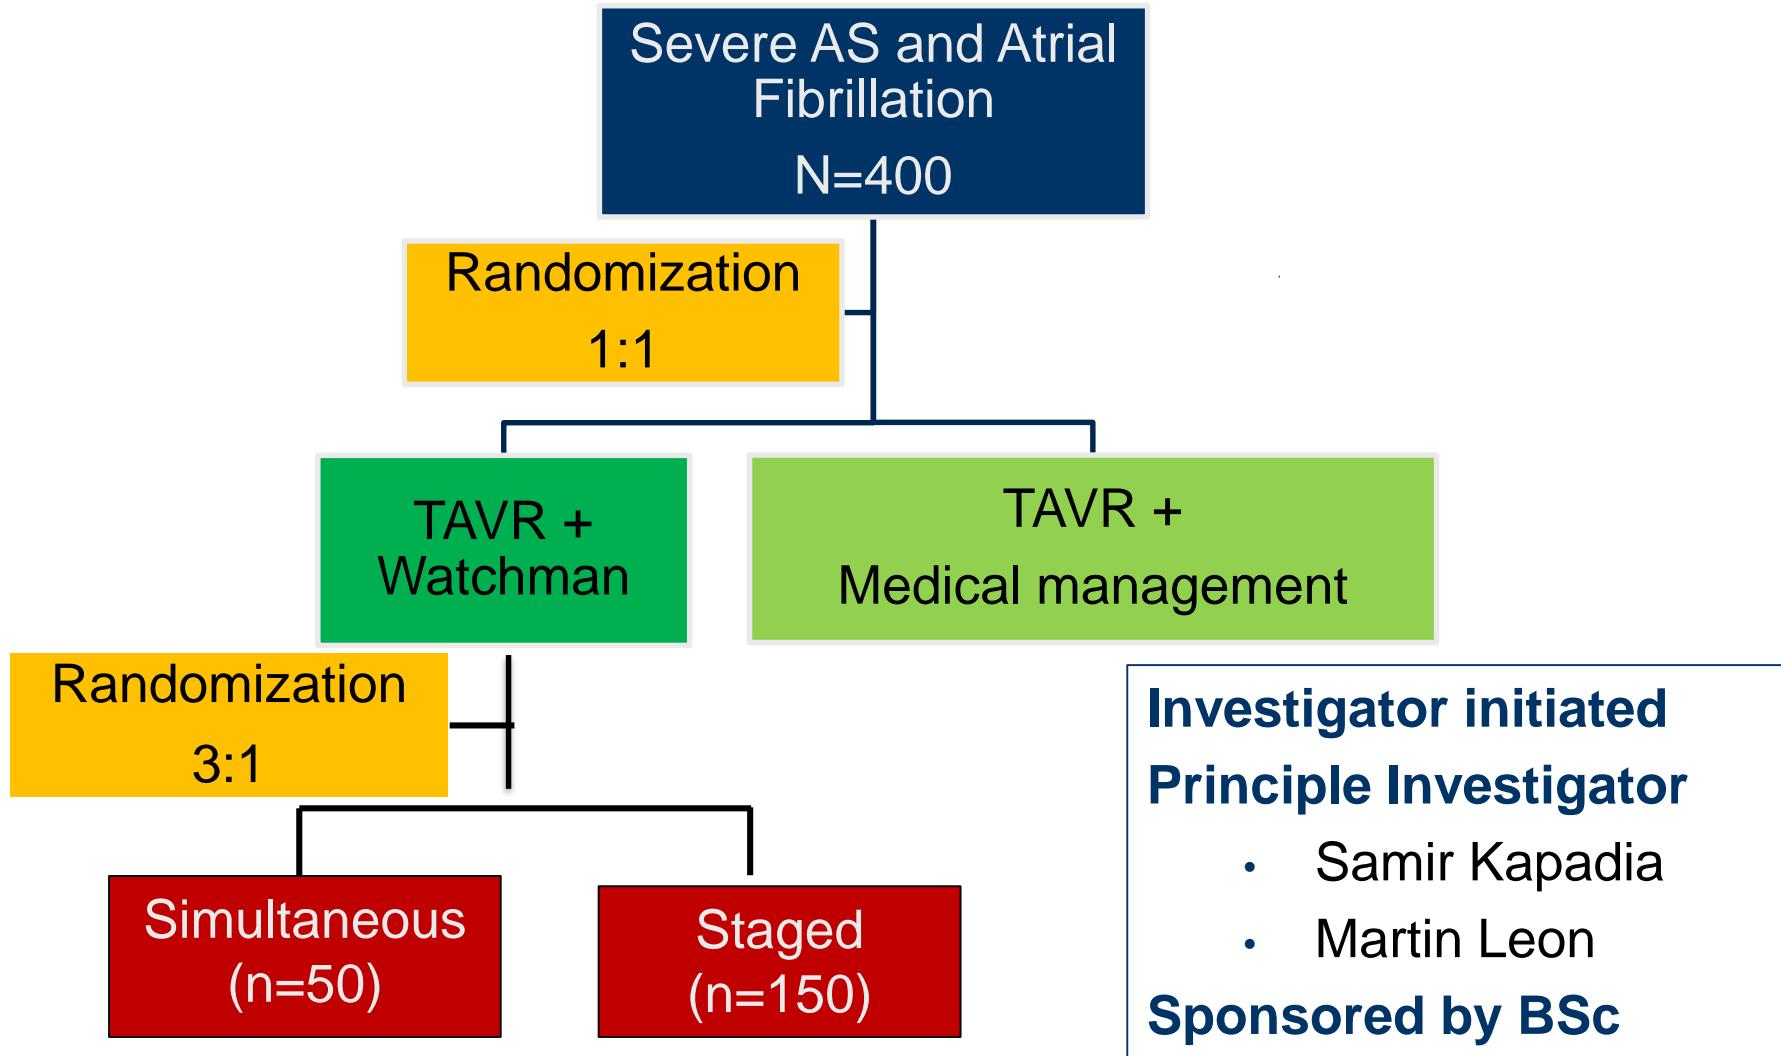 Severe AS and Atrial
Fibrillation
N=400
Randomization
1:1
TAVR +
Watchman
TAVR +
Medical management
Randomization
3:1
Simultaneous
(n=50)
Staged
(n=150)
Investigator initiated
Principle Investigator
• Samir Kapadia
• Martin Leon
Sponsored by BSc